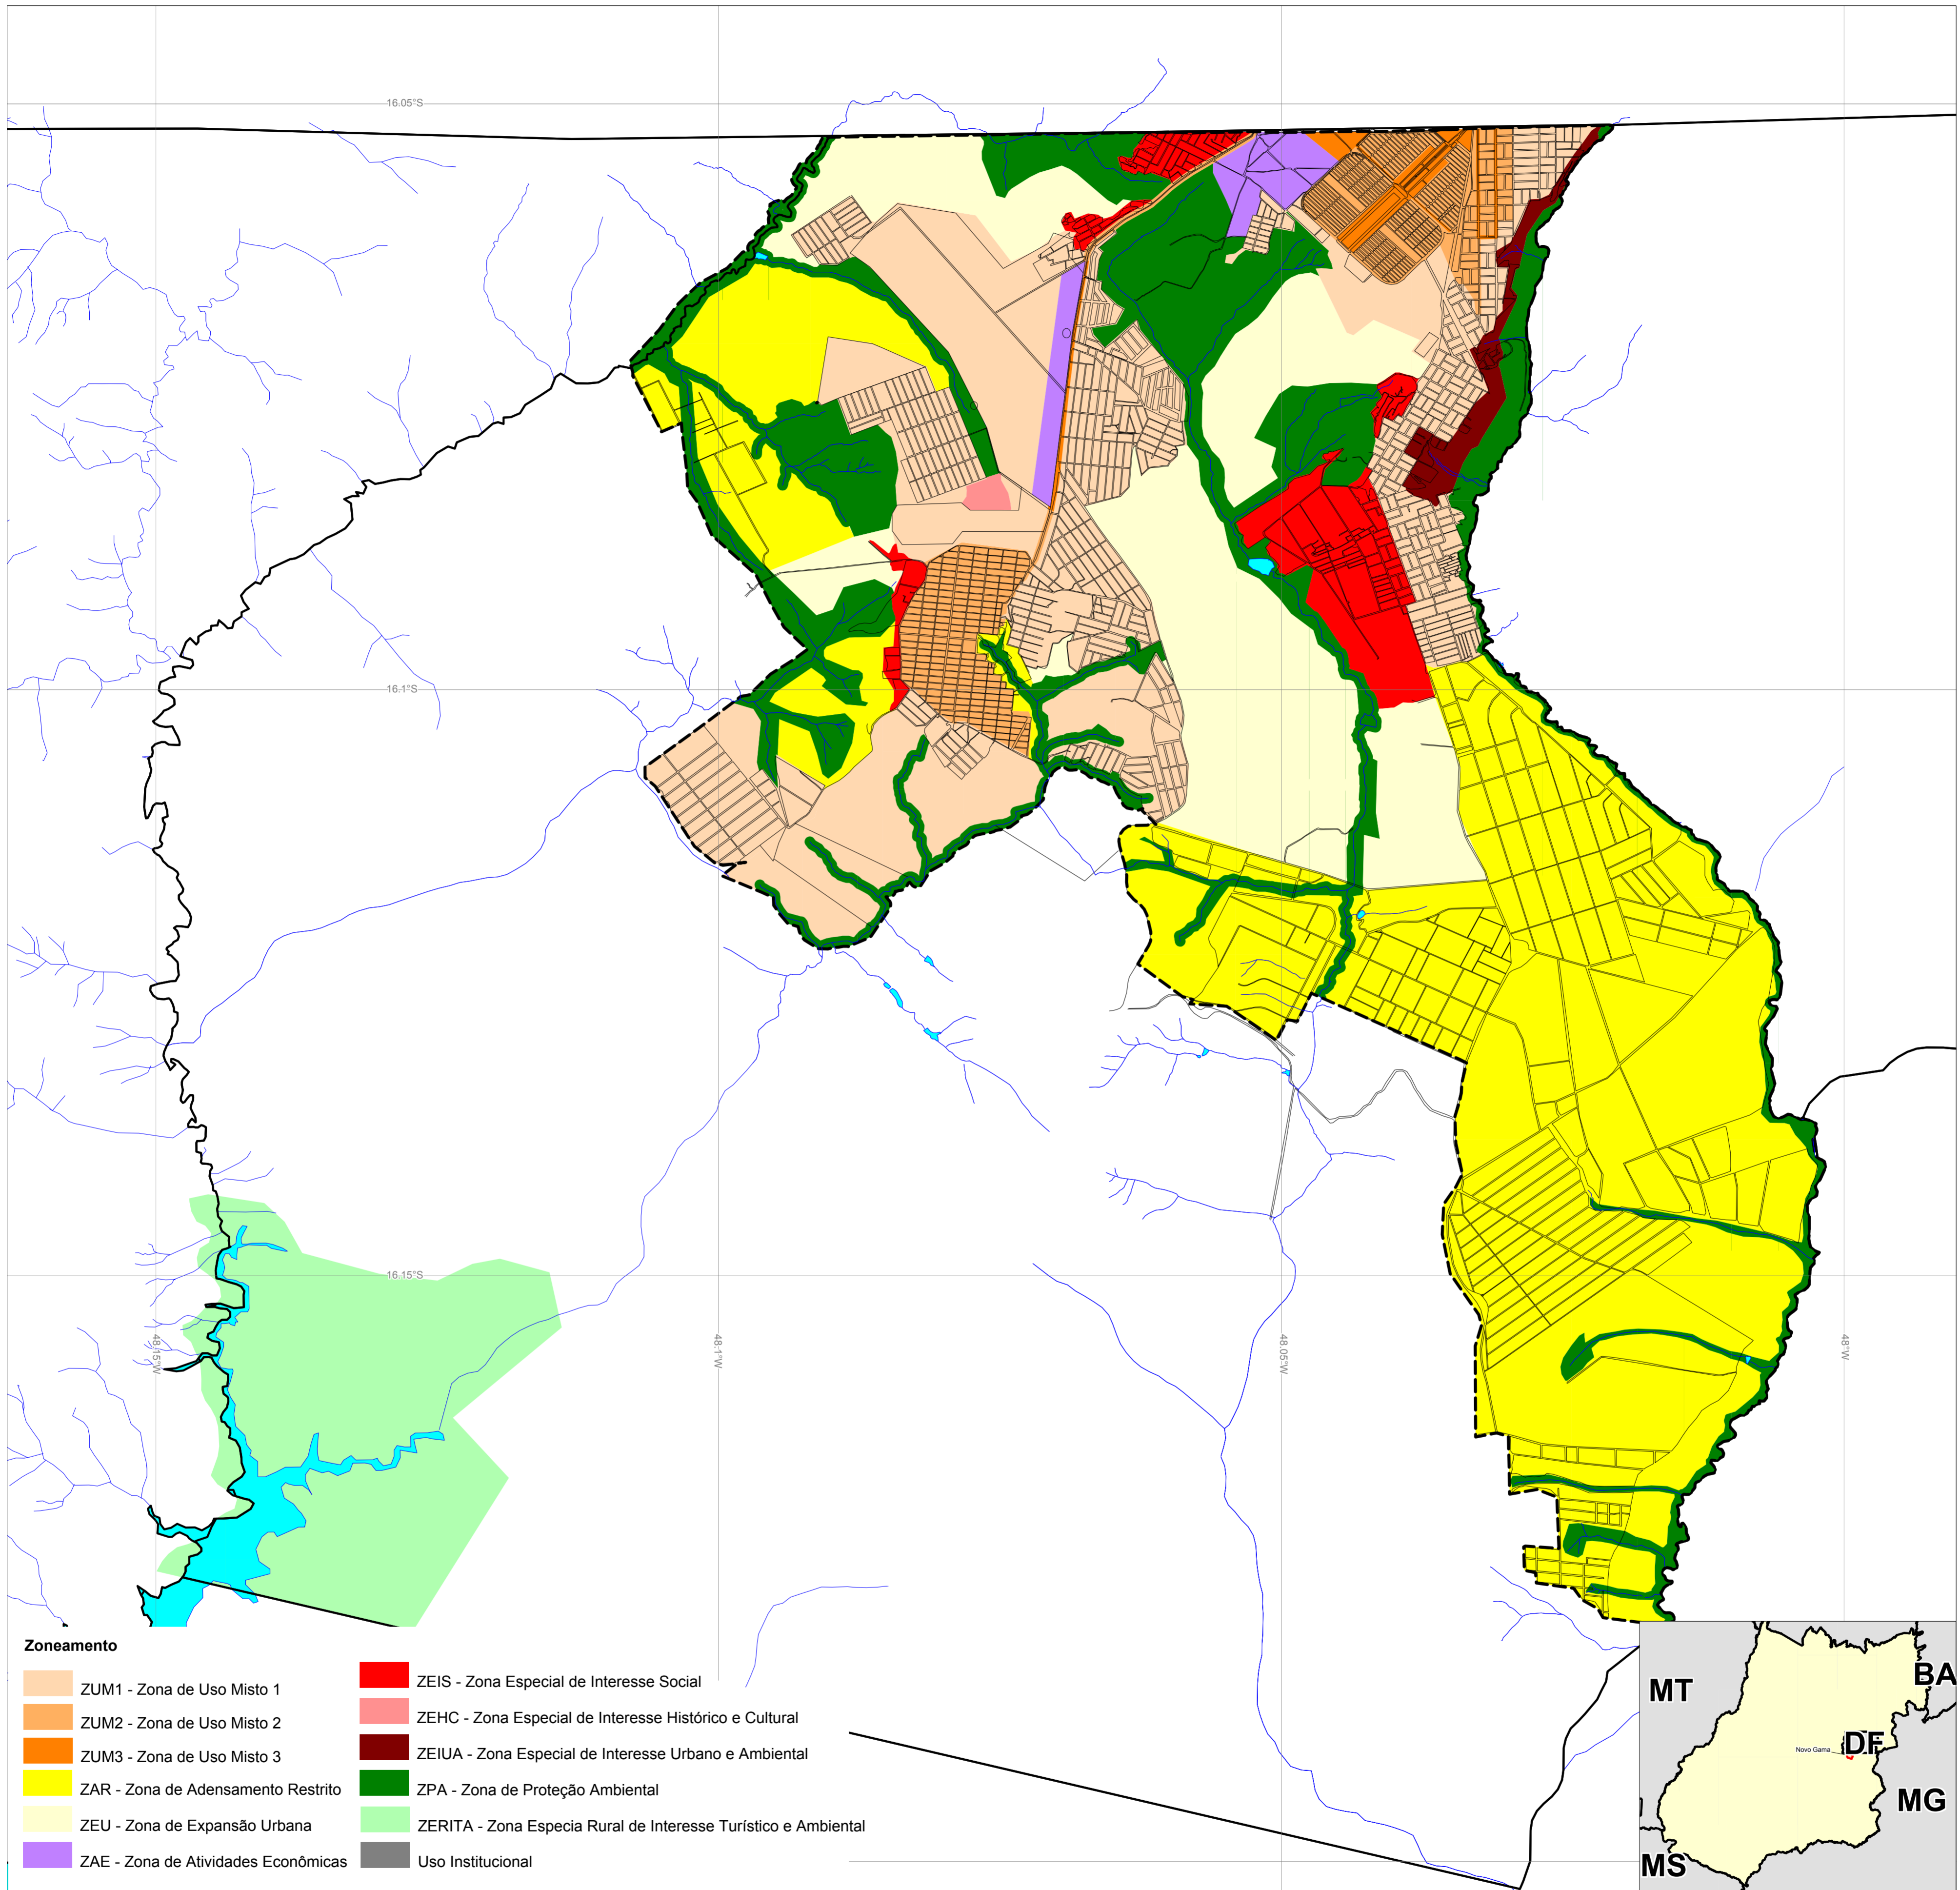 16.05°S
16.1°S
16.15°S
48.15°W
48.1°W
48.05°W
48°W
Zoneamento
ZUM1 - Zona de Uso Misto 1
ZUM2 - Zona de Uso Misto 2
ZUM3 - Zona de Uso Misto 3
ZAR - Zona de Adensamento Restrito
ZEU - Zona de Expansão Urbana
ZAE - Zona de Atividades Econômicas
ZEIS - Zona Especial de Interesse Social
ZEHC - Zona Especial de Interesse Histórico e Cultural
ZEIUA - Zona Especial de Interesse Urbano e Ambiental
ZPA - Zona de Proteção Ambiental
ZERITA - Zona Especia Rural de Interesse Turístico e Ambiental
Uso Institucional
MT
BA
DF
Novo Gama
MG
MS